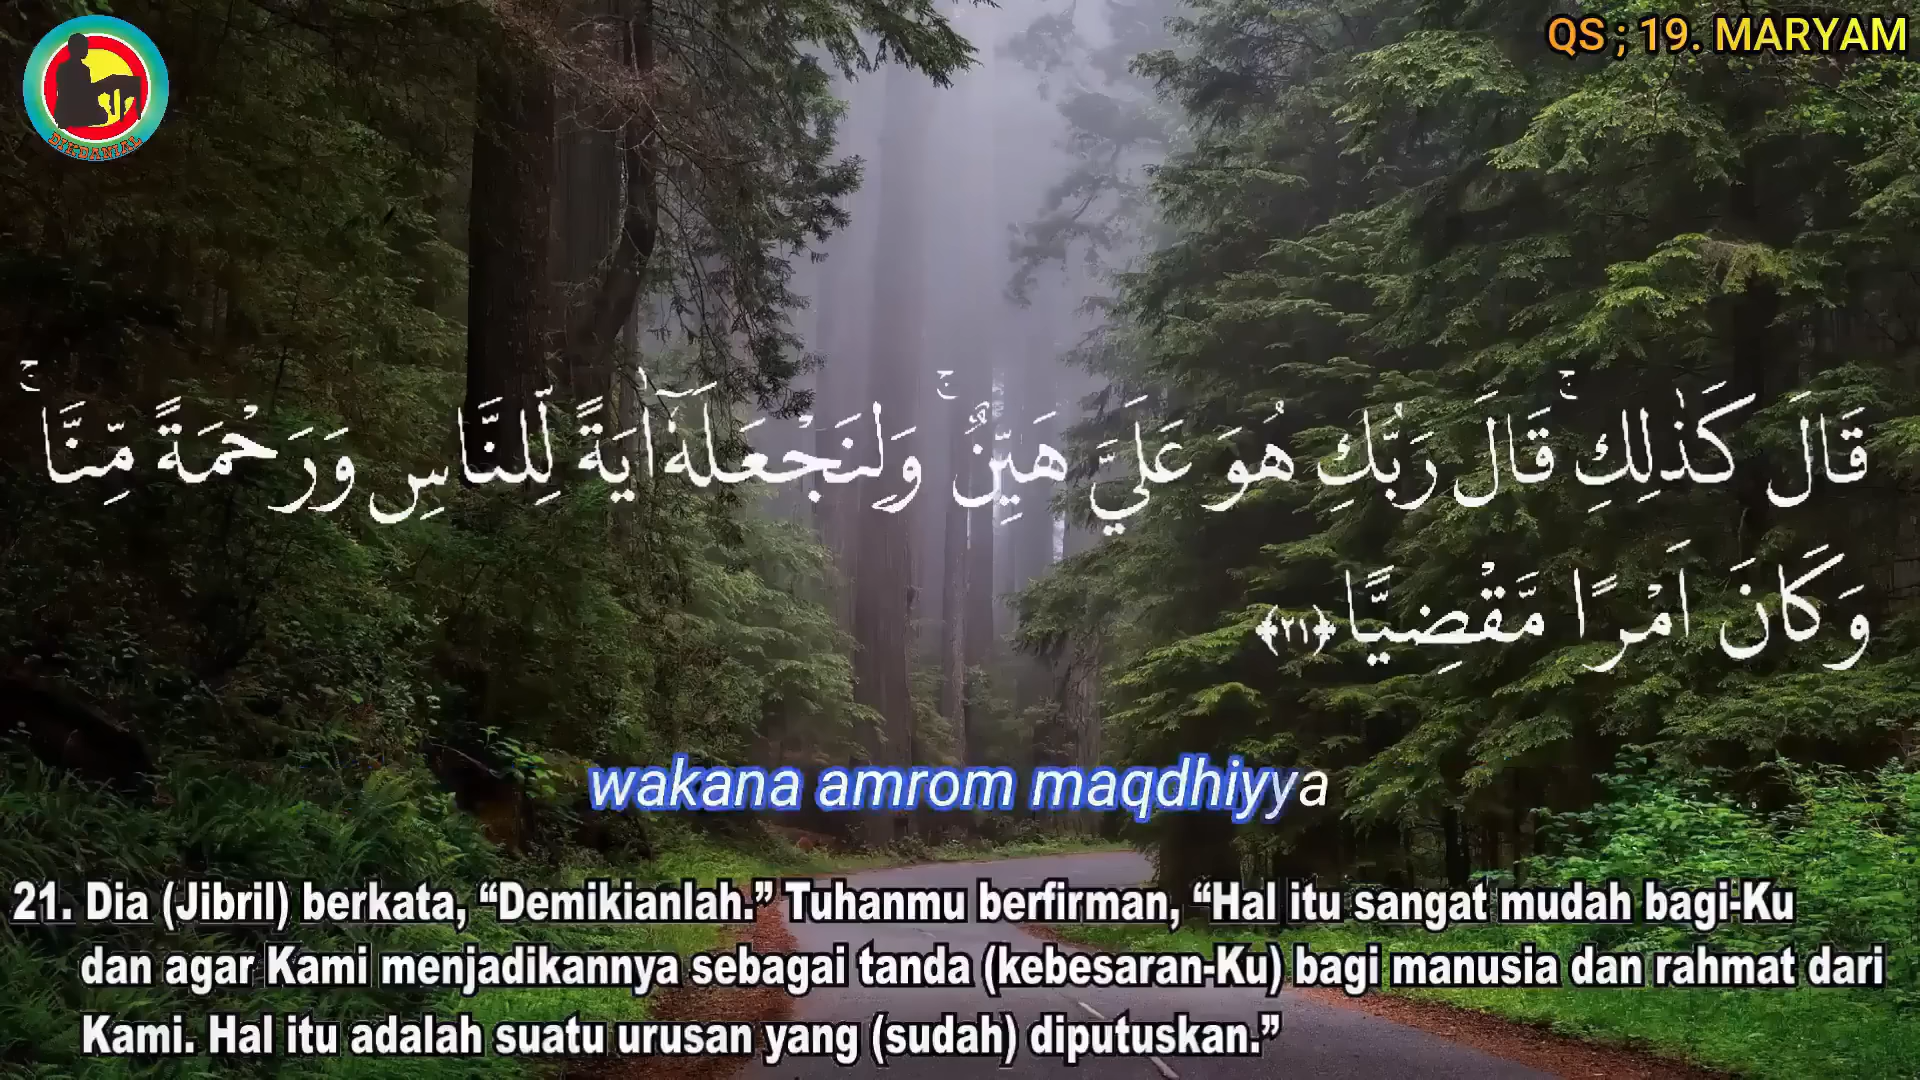 DIKDANIAL
QS ; 19. MARYAM
قَالَ كَذٰلِكِۚ قَالَ رَبُّكِ هُوَ عَلَيَّ هَيِّنٌۚ وَلِنَجْعَلَهٗٓ اٰيَةً لِّلنَّاسِ وَرَحْمَةً مِّنَّاۚ
وَكَانَ اَمْرًا مَّقْضِيًّا ﴿٢١﴾
wakana amrom maqdhiyya
21. Dia (Jibril) berkata, “Demikianlah.” Tuhanmu berfirman, “Hal itu sangat mudah bagi-Ku
dan agar Kami menjadikannya sebagai tanda (kebesaran-Ku) bagi manusia dan rahmat dari
Kami. Hal itu adalah suatu urusan yang (sudah) diputuskan.”